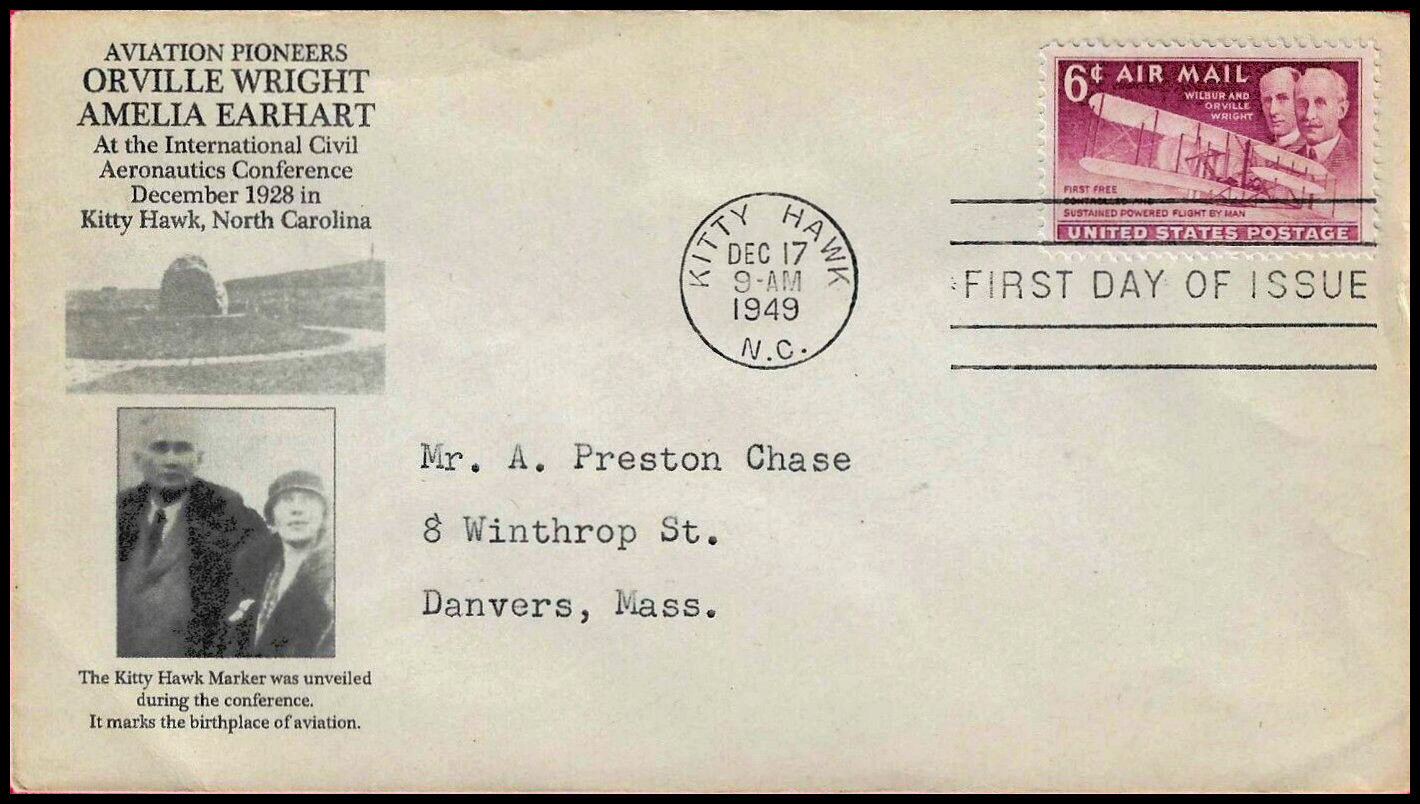 AVIATION PIONEERS
ORVILLE WRIGHT
AMELIA EARHART
At the International Civil
Aeronautics Conference
December 1928 in
Kitty Hawk, North Carolina
The Kitty Hawk Marker was unveiled
during the conference.
It marks the birthplace of aviation.
KITTY HAWK
DEC 17
9-AM
1949
N.C.
6¢ AIR MAIL
WILBUR AND
ORVILLE
WRIGHT
FIRST FREE
CONTROLLED AND
SUSTAINED POWERED FLIGHT BY MAN
UNITED STATES POSTAGE
FIRST DAY OF ISSUE
Mr. A. Preston Chase
8 Winthrop St.
Danvers, Mass.